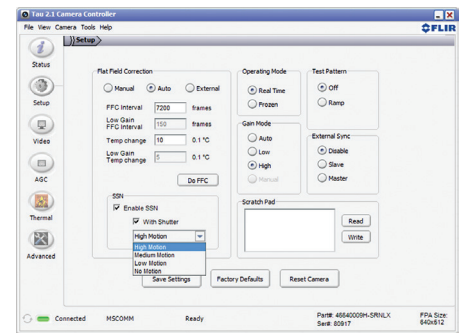 Tau 2.1 Camera Controller
File View Camera Tools Help
FLIR
Setup
Status
Setup
Video
AGC
Thermal
Advanced
Flat Field Correction
Manual Auto External
FFC Interval 7200 frames
Low Gain
FFC Interval 150 frames
Temp change 10 0.1 °C
Low Gain
Temp change 5 0.1 °C
Do FFC
SSN
Enable SSN
With Shutter
High Motion
High Motion
Medium Motion
Low Motion
No Motion
Operating Mode
Real Time
Frozen
Gain Mode
Auto
Low
High
Manual
Test Pattern
Off
Ramp
External Sync
Disable
Slave
Master
Scratch Pad
Read
Write
Save Settings Factory Defaults Reset Camera
Connected MSCOMM Ready
Part#: 46640009H-SRNLX
Ser#: 80917
FPA Size:
640x512